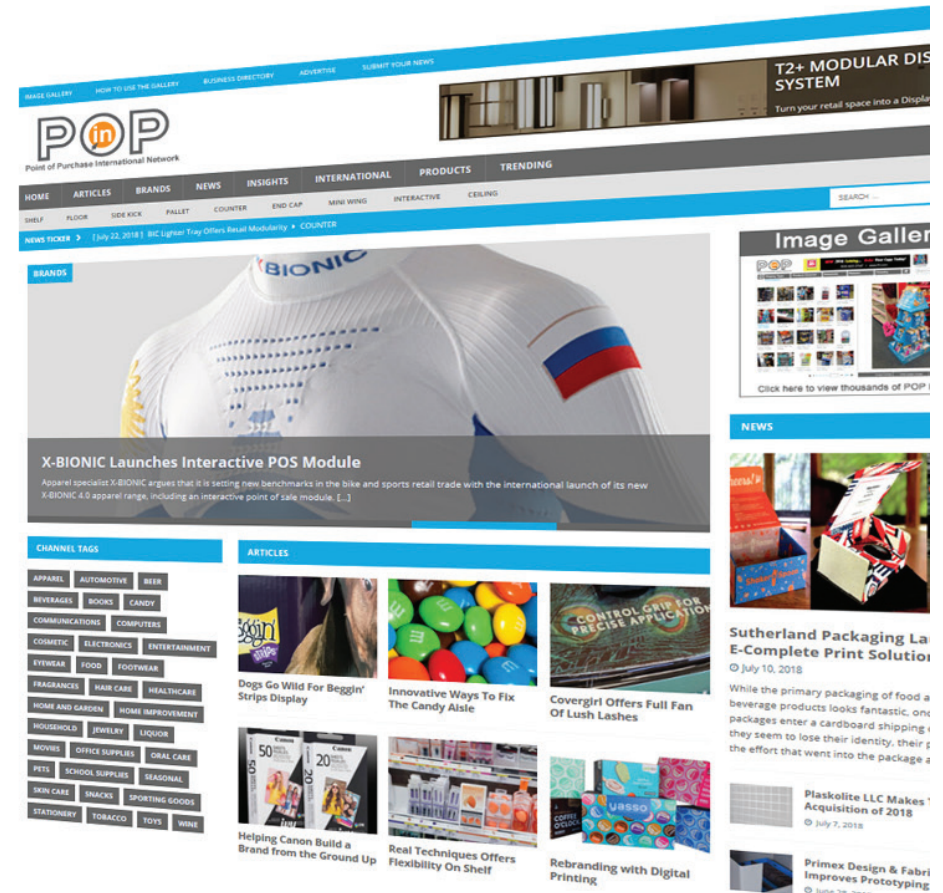 IMAGE GALLERY HOW TO USE THE GALLERY BUSINESS DIRECTORY ADVERTISE SUBMIT YOUR NEWS
T2+ MODULAR DIS
SYSTEM
Turn your retail space into a Display
POP
in
Point of Purchase International Network
HOME ARTICLES BRANDS NEWS INSIGHTS INTERNATIONAL PRODUCTS TRENDING
SHELF FLOOR SIDE KICK PALLET COUNTER END CAP MINI WING INTERACTIVE CEILING
SEARCH ...
NEWS TICKER [ July 22, 2018 ] BIC Lighter Tray Offers Retail Modularity COUNTER
BRANDS
X-BIONIC
X-BIONIC Launches Interactive POS Module
Apparel specialist X-BIONIC argues that it is setting new benchmarks in the bike and sports retail trade with the international launch of its new
X-BIONIC 4.0 apparel range, including an interactive point of sale module. [...]
Image Galler
POP
Click here to view thousands of POP
NEWS
Sutherland Packaging La
E-Complete Print Solution
July 10, 2018
While the primary packaging of food a
beverage products looks fantastic, onc
packages enter a cardboard shipping
they seem to lose their identity, their p
the effort that went into the package a
Plaskolite LLC Makes
Acquisition of 2018
July 7, 2018
Primex Design & Fabri
Improves Prototyping
CHANNEL TAGS
APPAREL AUTOMOTIVE BEER
BEVERAGES BOOKS CANDY
COMMUNICATIONS COMPUTERS
COSMETIC ELECTRONICS ENTERTAINMENT
EYEWEAR FOOD FOOTWEAR
FRAGRANCES HAIR CARE HEALTHCARE
HOME AND GARDEN HOME IMPROVEMENT
HOUSEHOLD JEWELRY LIQUOR
MOVIES OFFICE SUPPLIES ORAL CARE
PETS SCHOOL SUPPLIES SEASONAL
SKIN CARE SNACKS SPORTING GOODS
STATIONERY TOBACCO TOYS WINE
ARTICLES
ggin'
strips
CONTROL GRIP FOR
PRECISE APPLICATION
Dogs Go Wild For Beggin'
Strips Display
Innovative Ways To Fix
The Candy Aisle
Covergirl Offers Full Fan
Of Lush Lashes
Canon
50
Canon
20
COFFEE
O'CLOCK
yasso
Helping Canon Build a
Brand from the Ground Up
Real Techniques Offers
Flexibility On Shelf
Rebranding with Digital
Printing